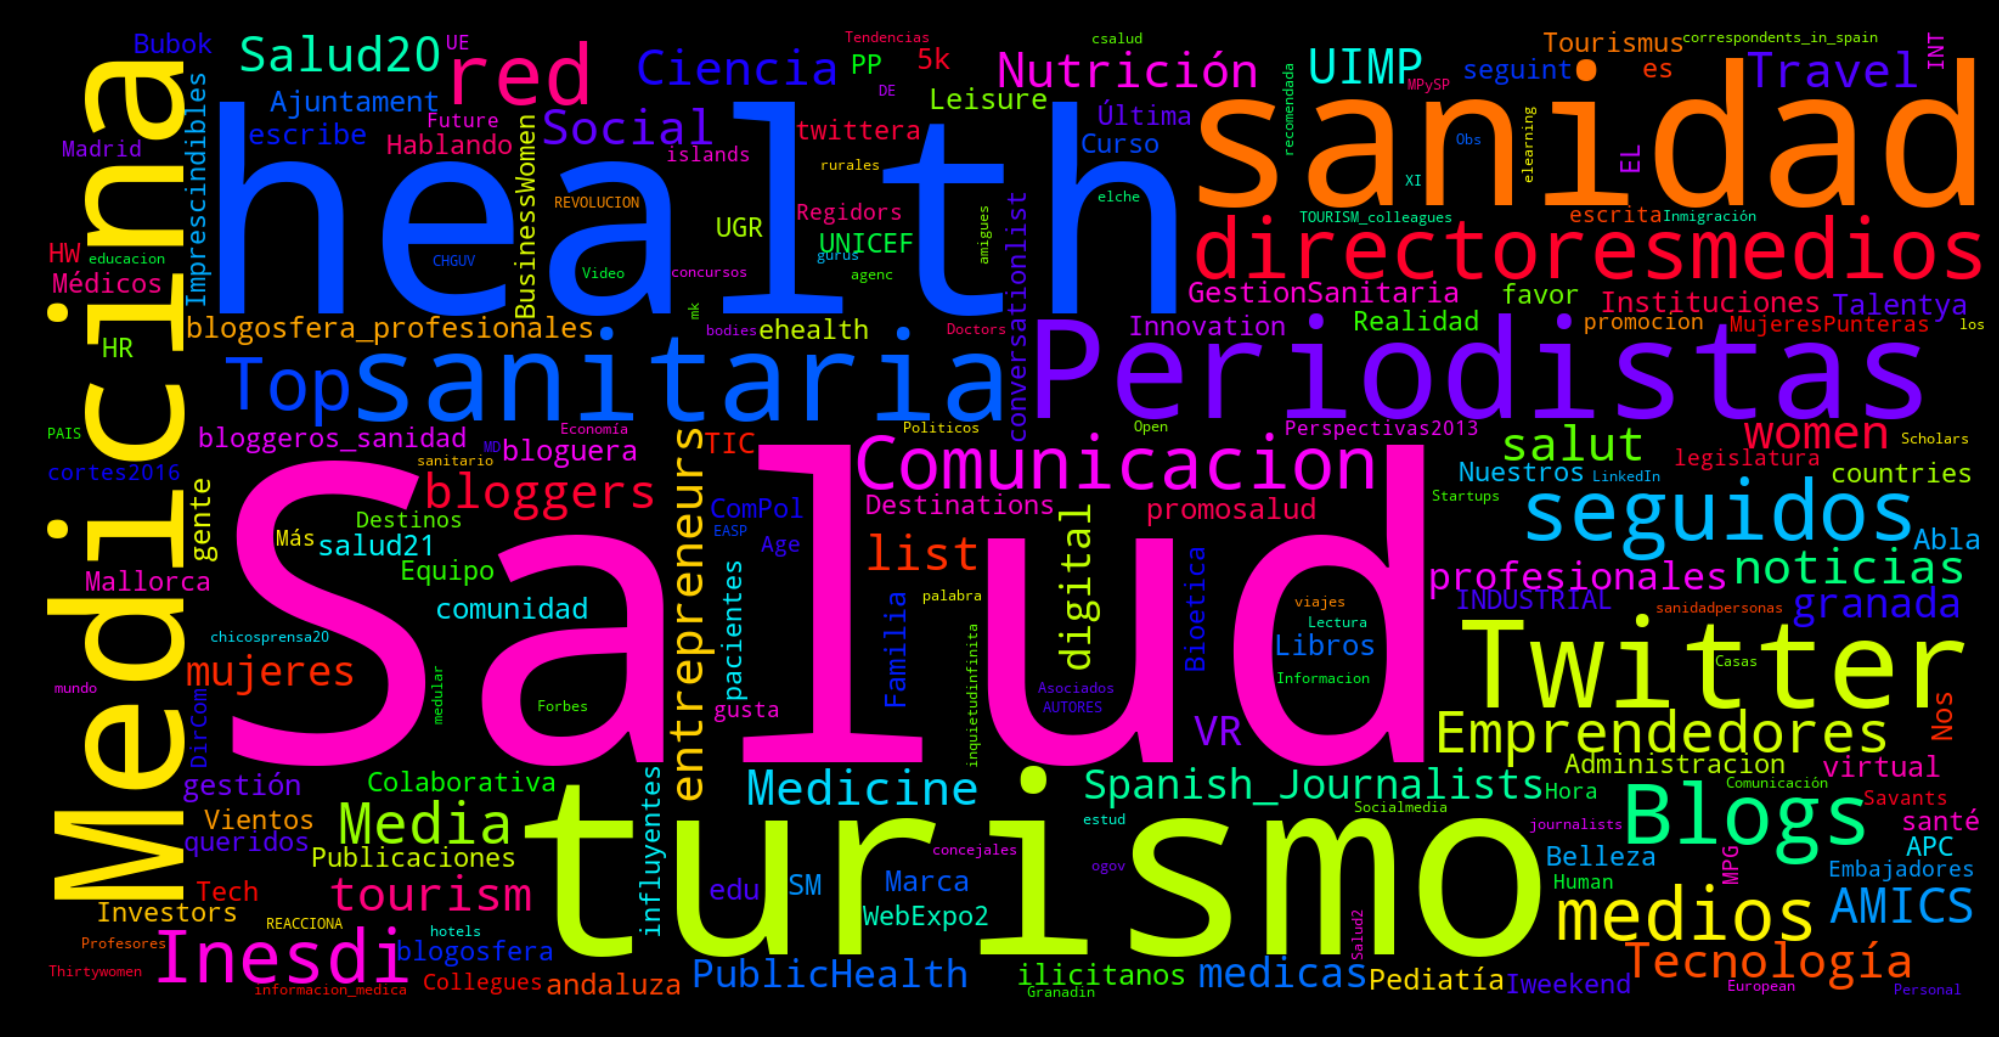 Bubok
Salud20
UE
red
Ciencia
PP
Tendencias
5k
DE
csalud
Nutrición
UIMP
Tourismus
correspondents_in_spain
seguint
es
Travel
INT
MPySP
Ajuntament
escribe
Future
Hablando
Social
BusinessWomen
islands
twittera
Leisure
Última
Curso
recomendada
Obs
elearning
EL
XI
Madrid
Imprescindibles
Medicina
health
sanidad
rurales
REVOLUCION
UGR
Regidors
UNICEF
gurus
amigues
conversationlist
elche
TOURISM_colleagues
escrita
Inmigración
directoresmedios
HW
educacion
Médicos
CHGUV
Video
concursos
agenc
GestionSanitaria
favor
Instituciones
Talentya
HR
blogosfera_profesionales
mk
bodies
ehealth
Doctors
Innovation
Realidad
promocion
MujeresPunteras
los
Top
sanitaria
Periodistas
PAIS
bloggeros_sanidad
Economía
MD
bloguera
TIC
Politicos
Open
Perspectivas2013
salut
women
Scholars
cortes2016
gente
sanitario
bloggers
entrepreneurs
Comunicacion
legislatura
Nuestros
LinkedIn
countries
Destinos
ComPol
EASP
Destinations
promosalud
Startups
seguidos
Más
salud21
Age
list
digital
Abla
Mallorca
Equipo
pacientes
Bioetica
profesionales
noticias
Salud
comunidad
Familia
palabra
viajes
INDUSTRIAL
sanidadpersonas
granada
chicosprensa20
Lectura
Libros
Twitter
mujeres
mundo
medular
inquietudinfinita
Informacion
Casas
DirCom
Forbes
gusta
Asociados
AUTORES
VR
Nos
Emprendedores
gestión
Colaborativa
influyentes
Medicine
Spanish_Journalists
Hora
Administracion
virtual
Comunicación
Savants
Vientos
Media
turismo
Socialmedia
estud
journalists
Blogs
santé
queridos
Publicaciones
concejales
ogov
Belleza
MPG
APC
Tech
tourism
edu
SM
Marca
Human
Embajadores
Investors
REACCIONA
WebExpo2
Salud2
medios
AMICS
Profesores
Inesdi
hotels
blogosfera
Tecnología
Thirtywomen
informacion_medica
Collegues
andaluza
PublicHealth
ilicitanos
Granadin
medicas
Pediatía
Iweekend
European
Personal